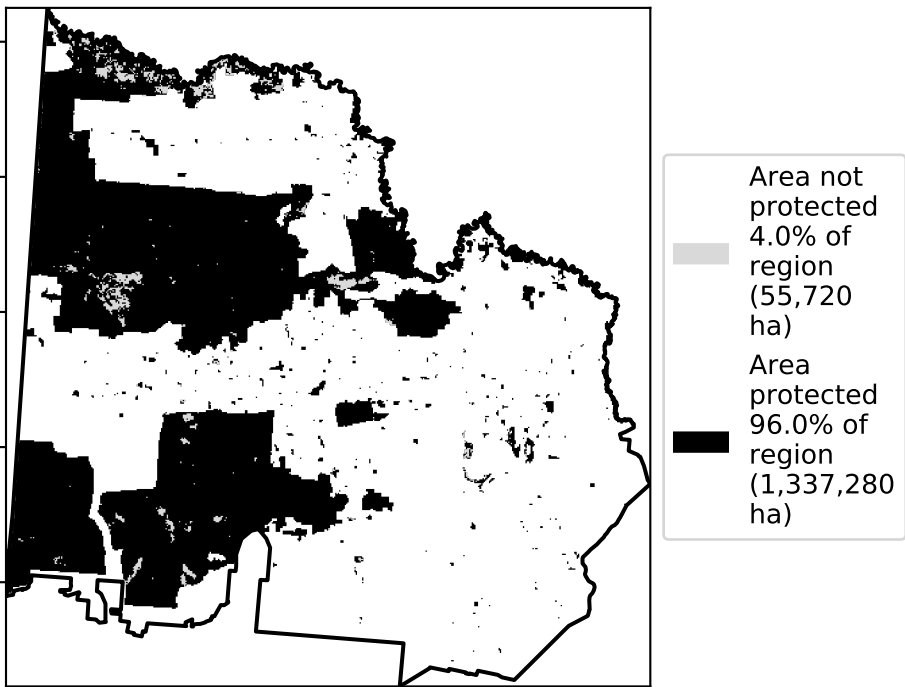 Area not
protected
4.0% of
region
(55,720
ha)
Area
protected
96.0% of
region
(1,337,280
ha)